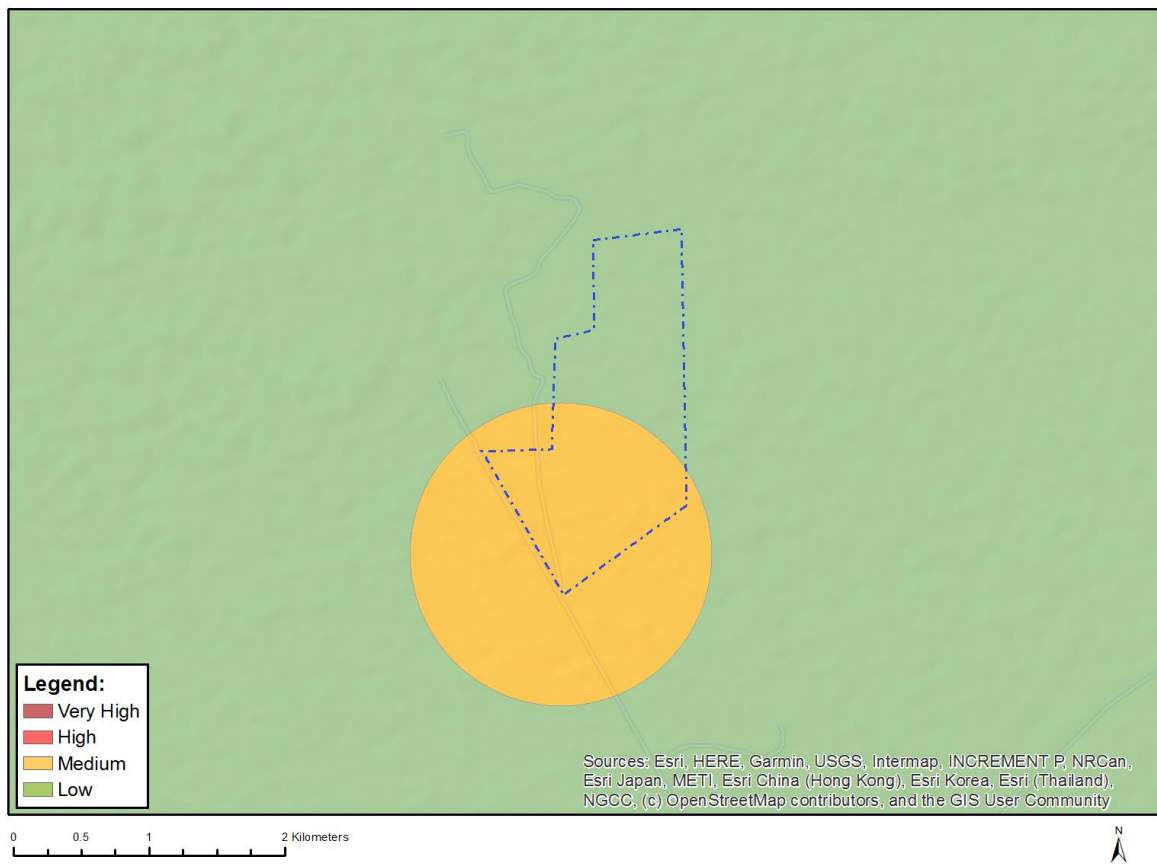 Legend:
Very High
High
Medium
Low
Sources: Esri, HERE, Garmin, USGS, Intermap, INCREMENT P, NRCan,
Esri Japan, METI, Esri China (Hong Kong), Esri Korea, Esri (Thailand),
NGCC, (c) OpenStreetMap contributors, and the GIS User Community
0 0.5 1 2 Kilometers
N